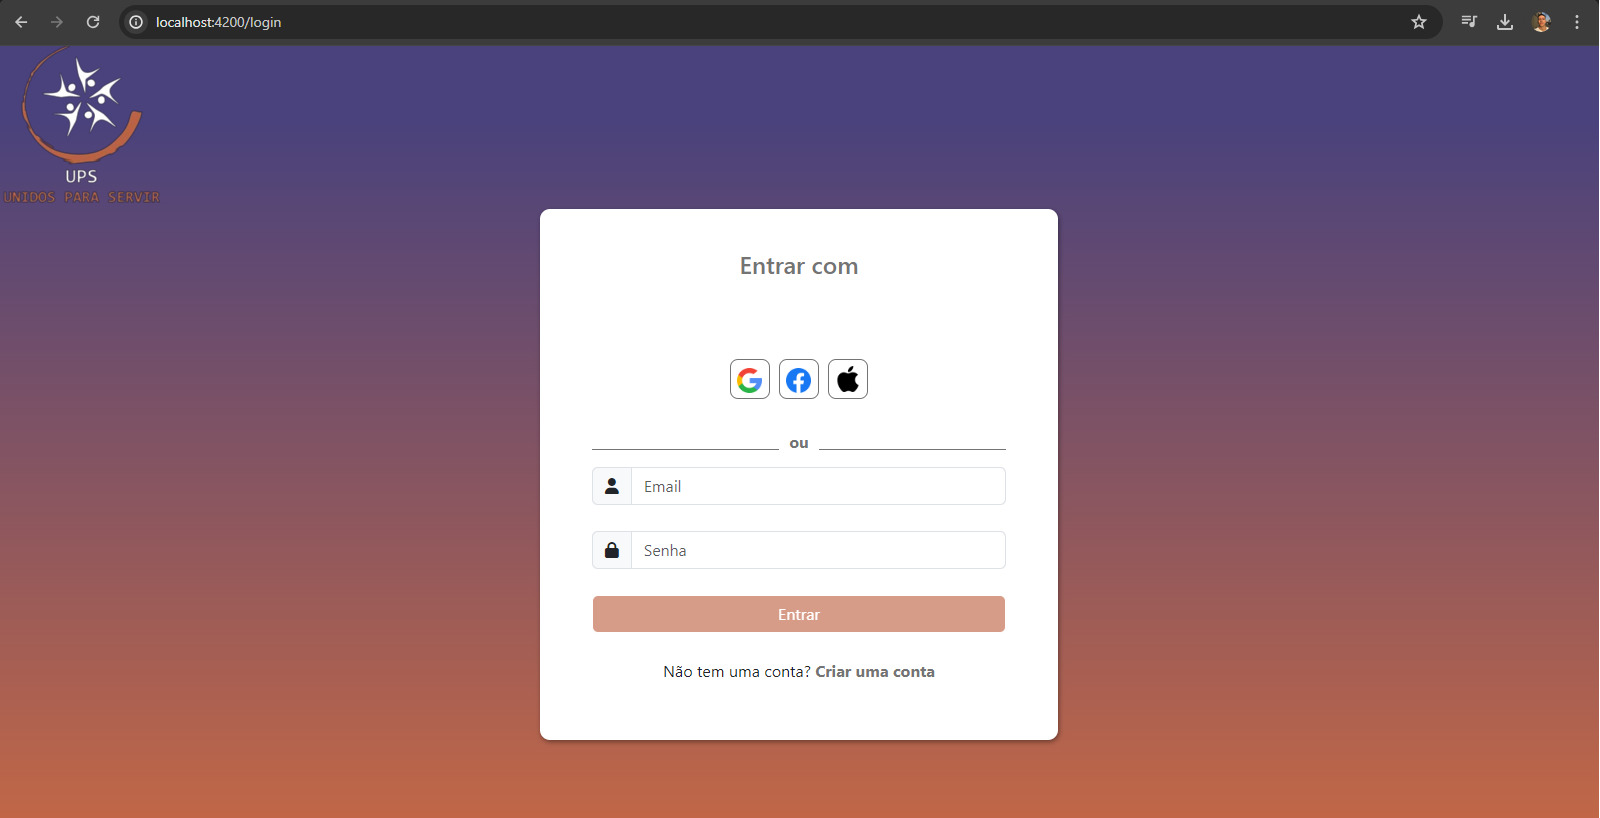 localhost:4200/login
UPS
UNIDOS PARA SERVIR
Entrar com
ou
Email
Senha
Entrar
Não tem uma conta? Criar uma conta